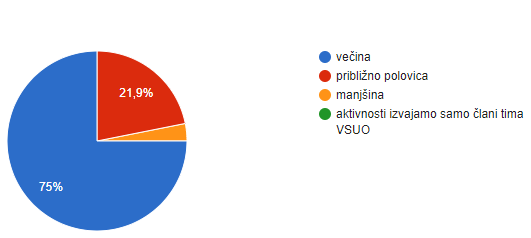 večina
približno polovica
manjšina
aktivnosti izvajamo samo člani tima
VSUO
21,9%
75%